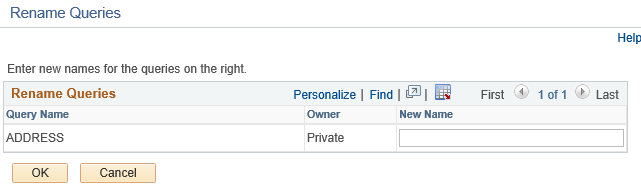 Rename Queries
Help
Enter new names for the queries on the right.
Rename Queries Personalize | Find | | First 1 of 1 Last
Query Name Owner New Name
ADDRESS Private
OK Cancel